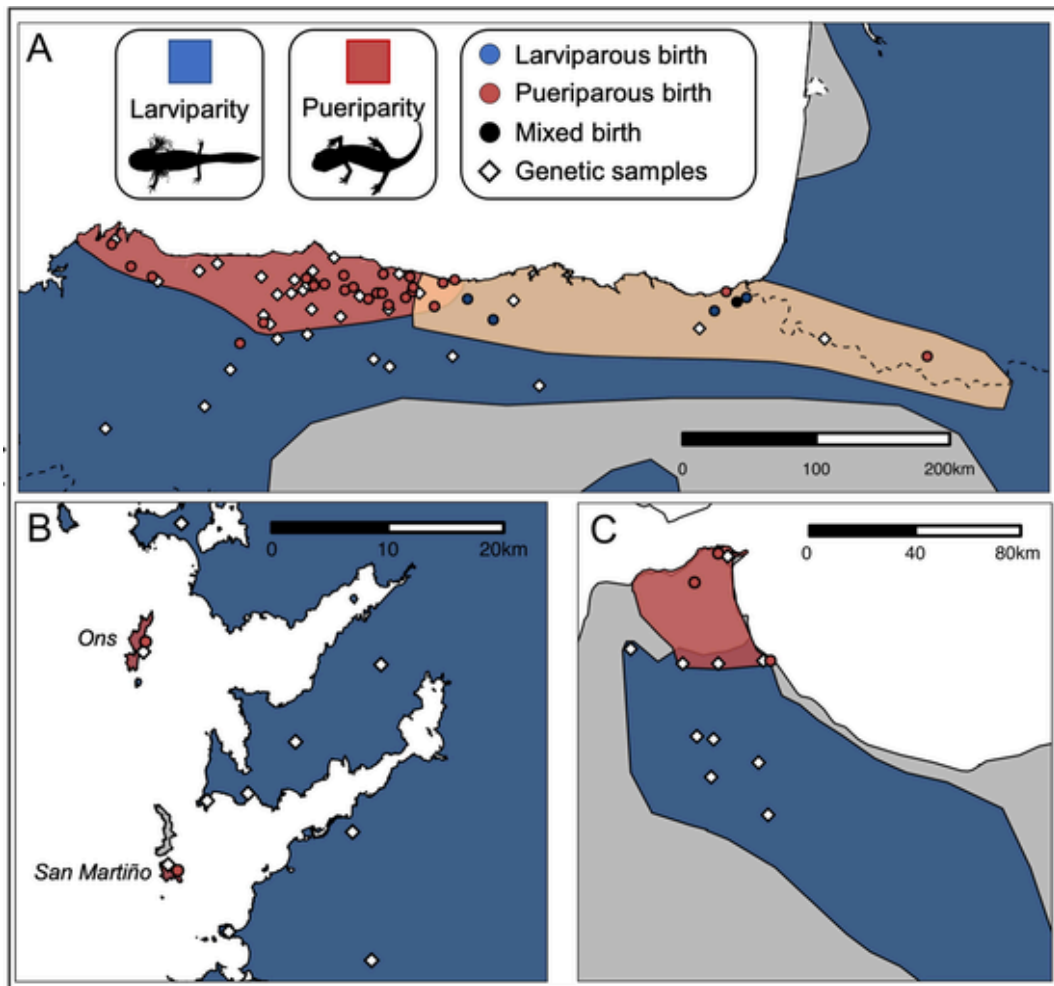 A
Larviparity
Pueriparity
Larviparous birth
Pueriparous birth
Mixed birth
Genetic samples
0 100 200km
B
0 10 20km
Ons
San Martiño
C
0 40 80km